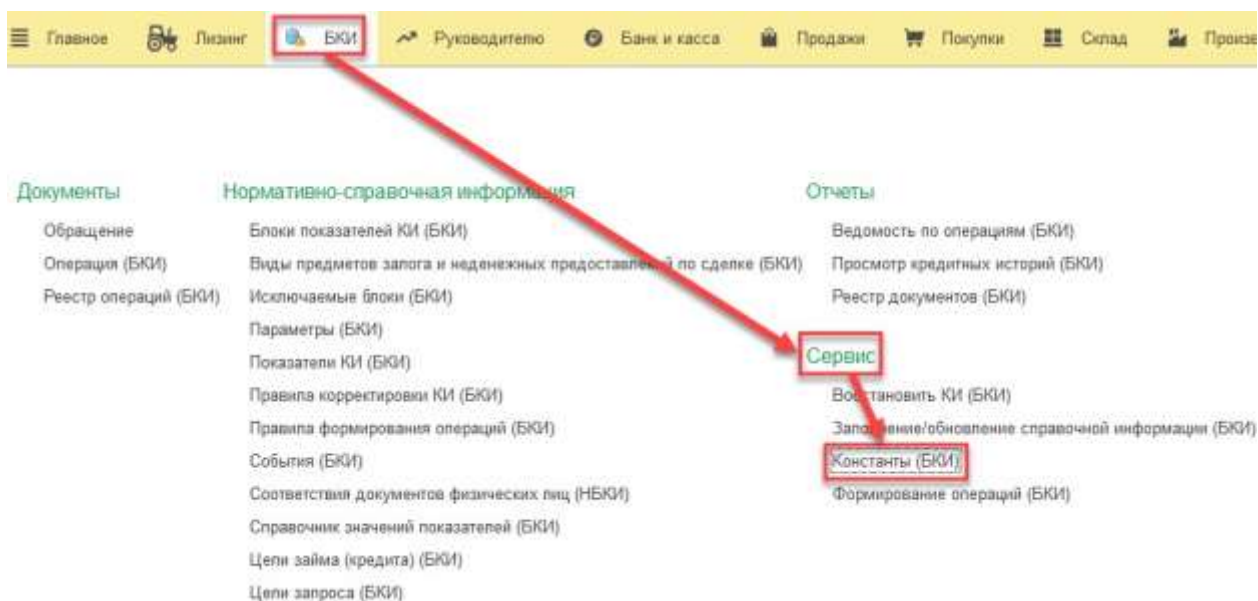 Главное Лизинг БКИ Руководителю Банк и касса Продажи Покупки Склад Произв
Документы
Обращение
Операция (БКИ)
Реестр операций (БКИ)
Нормативно-справочная информация
Блоки показателей КИ (БКИ)
Виды предметов залога и неденежных предоставлений по сделке (БКИ)
Исключаемые блоки (БКИ)
Параметры (БКИ)
Показатели КИ (БКИ)
Правила корректировки КИ (БКИ)
Правила формирования операций (БКИ)
События (БКИ)
Соответствия документов физических лиц (НБКИ)
Справочник значений показателей (БКИ)
Цели займа (кредита) (БКИ)
Цели запроса (БКИ)
Отчеты
Ведомость по операциям (БКИ)
Просмотр кредитных историй (БКИ)
Реестр документов (БКИ)
Сервис
Восстановить КИ (БКИ)
Заполнение/обновление справочной информации (БКИ)
Константы (БКИ)
Формирование операций (БКИ)